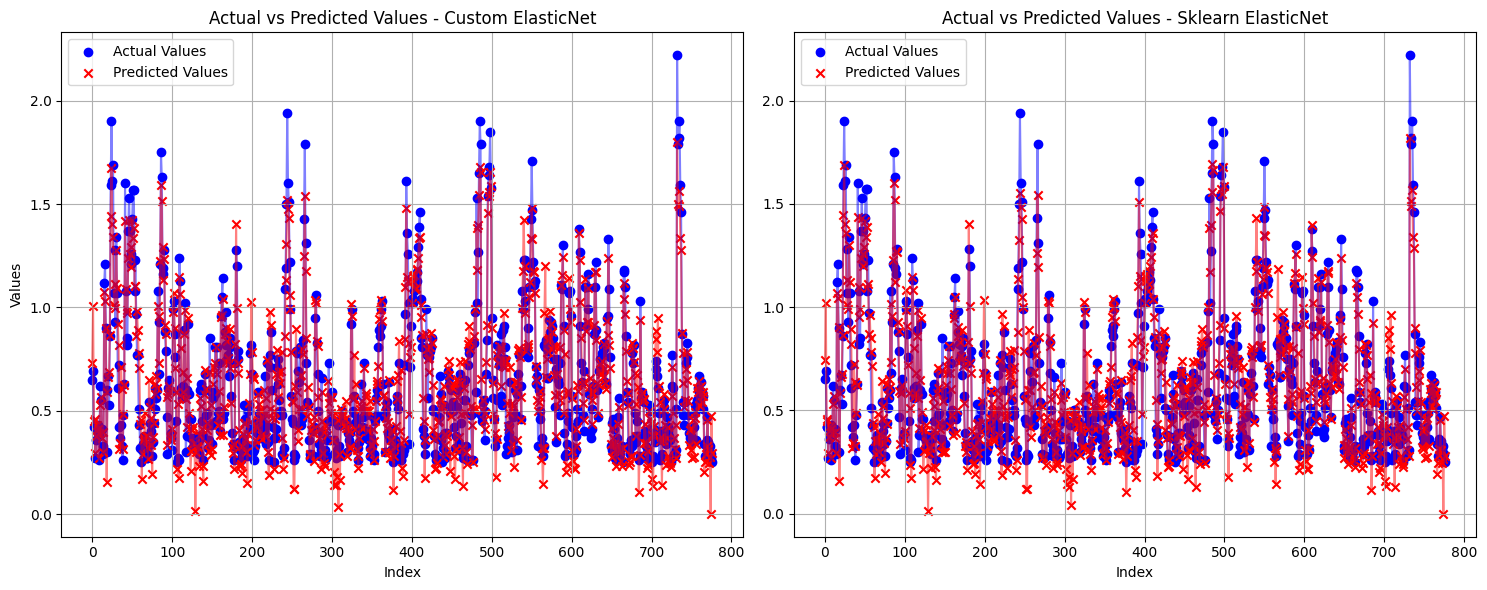 Actual vs Predicted Values - Custom ElasticNet
Actual Values
Predicted Values
Values
2.0
1.5
1.0
0.5
0.0
0 100 200 300 400 500 600 700 800
Index
Actual vs Predicted Values - Sklearn ElasticNet
Actual Values
Predicted Values
2.0
1.5
1.0
0.5
0.0
0 100 200 300 400 500 600 700 800
Index